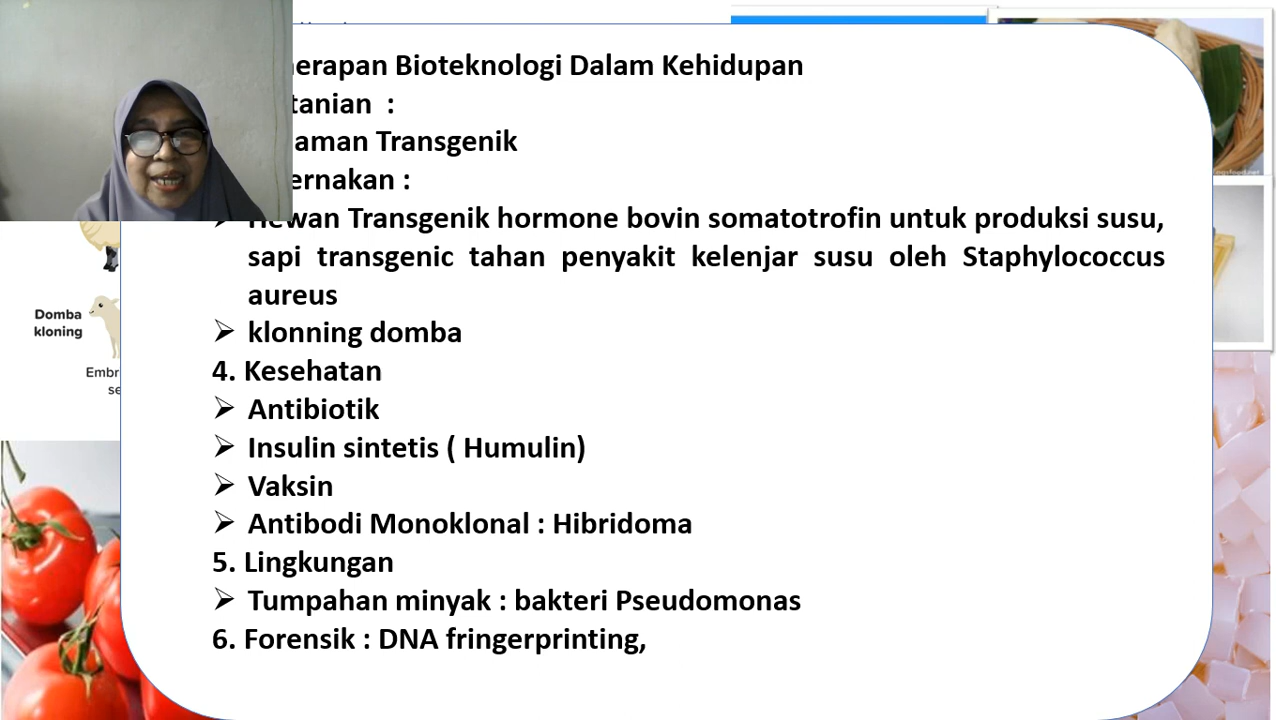 erapan Bioteknologi Dalam Kehidupan
tanian :
aman Transgenik
ernakan :
➢ Hewan Transgenik hormone bovin somatotrofin untuk produksi susu,
sapi transgenic tahan penyakit kelenjar susu oleh Staphylococcus
aureus
➢ klonning domba
4. Kesehatan
➢ Antibiotik
➢ Insulin sintetis ( Humulin)
➢ Vaksin
➢ Antibodi Monoklonal : Hibridoma
5. Lingkungan
➢ Tumpahan minyak : bakteri Pseudomonas
6. Forensik : DNA fringerprinting,
Domba
kloning
Embr
se